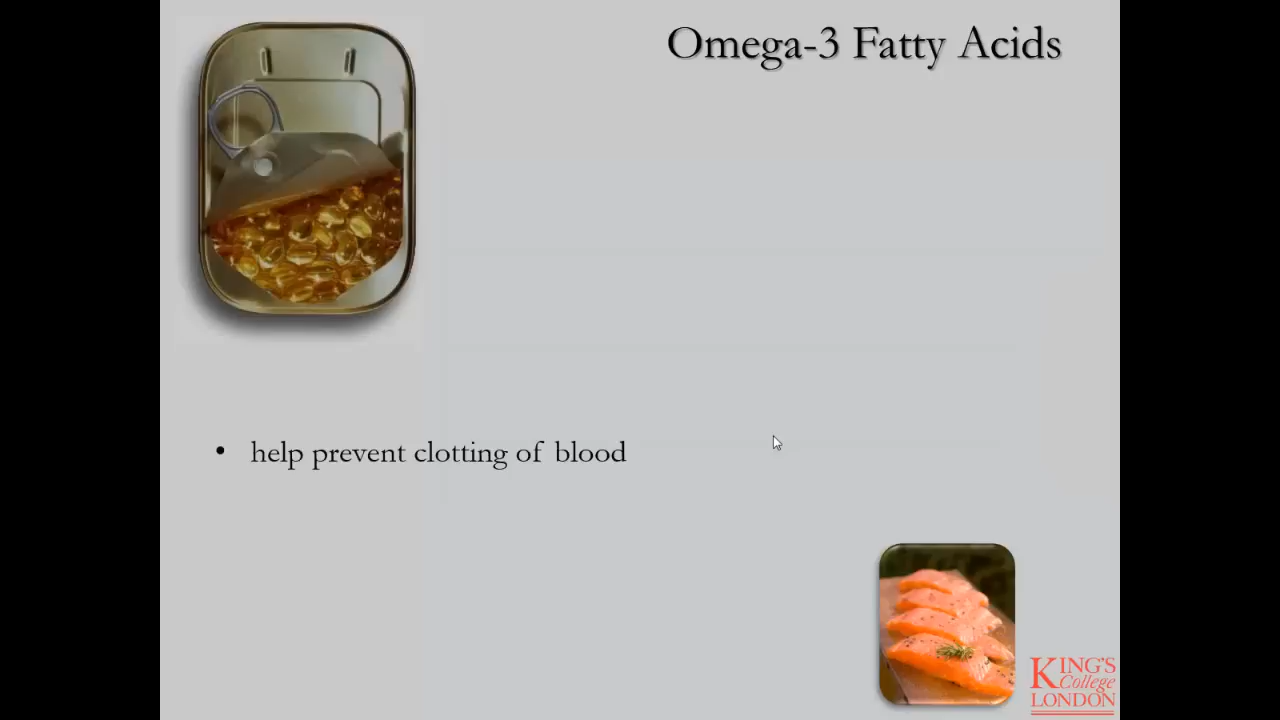 Omega-3 Fatty Acids
• help prevent clotting of blood
KING'S
College
LONDON